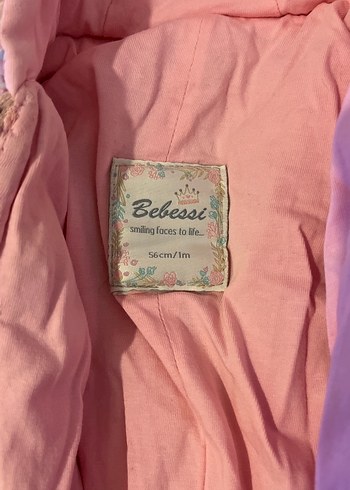 Bebessi
smiling faces to life...
56cm/1m